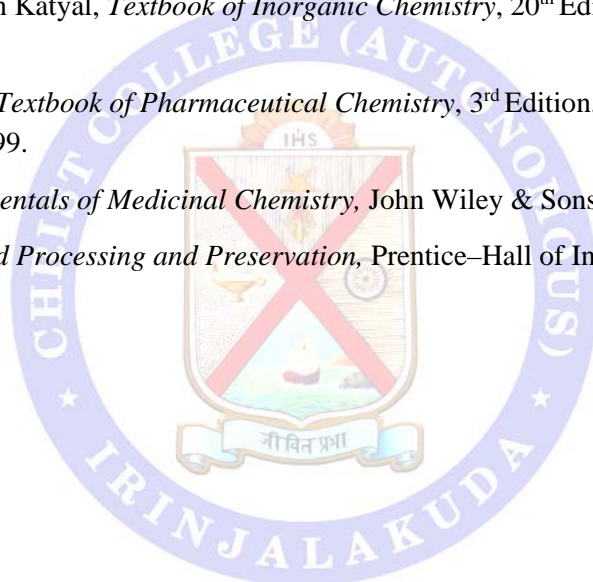 n Katyal, Textbook of Inorganic Chemistry, 20th Edi
Textbook of Pharmaceutical Chemistry, 3rd Edition,
99.
entals of Medicinal Chemistry, John Wiley & Sons
d Processing and Preservation, Prentice–Hall of In
CHRIST COLLEGE (AUTONOMOUS)
IHS
जीवित प्रभा
★ IRINJALAKUDA ★